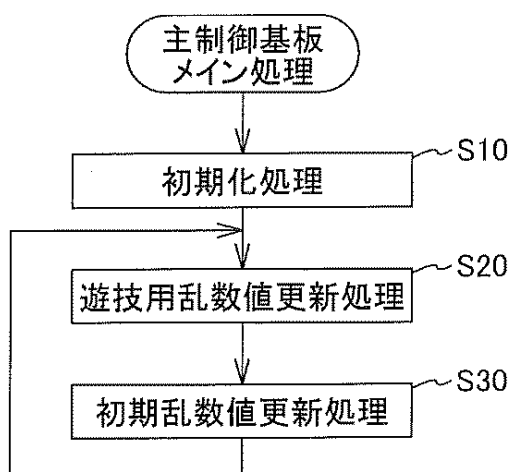 主制御基板
メイン処理
S10
初期化処理
S20
遊技用乱数値更新処理
S30
初期乱数値更新処理